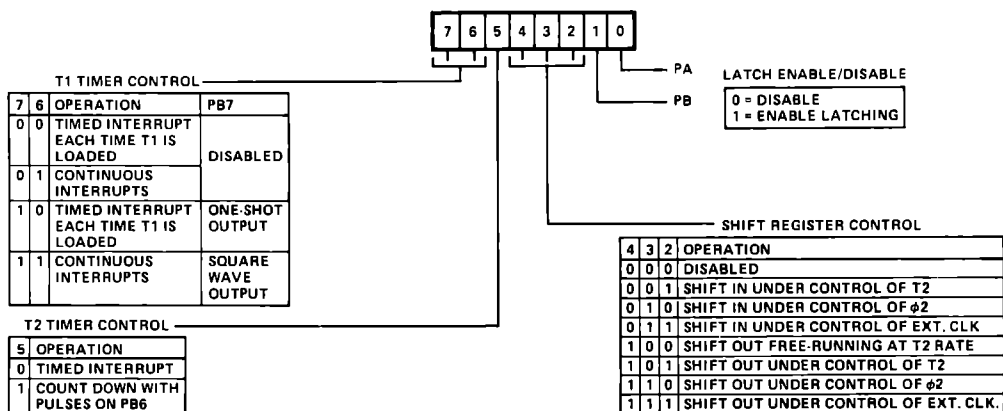 7 6 5 4 3 2 1 0
PA
PB
LATCH ENABLE/DISABLE
0 = DISABLE
1 = ENABLE LATCHING
T1 TIMER CONTROL
7 6 OPERATION PB7
0 0 TIMED INTERRUPT
EACH TIME T1 IS
LOADED
DISABLED
0 1 CONTINUOUS
INTERRUPTS
1 0 TIMED INTERRUPT ONE-SHOT
EACH TIME T1 IS OUTPUT
LOADED
1 1 CONTINUOUS SQUARE
INTERRUPTS WAVE
OUTPUT
T2 TIMER CONTROL
5 OPERATION
0 TIMED INTERRUPT
1 COUNT DOWN WITH
PULSES ON PB6
SHIFT REGISTER CONTROL
4 3 2 OPERATION
0 0 0 DISABLED
0 0 1 SHIFT IN UNDER CONTROL OF T2
0 1 0 SHIFT IN UNDER CONTROL OF φ2
0 1 1 SHIFT IN UNDER CONTROL OF EXT. CLK
1 0 0 SHIFT OUT FREE-RUNNING AT T2 RATE
1 0 1 SHIFT OUT UNDER CONTROL OF T2
1 1 0 SHIFT OUT UNDER CONTROL OF φ2
1 1 1 SHIFT OUT UNDER CONTROL OF EXT. CLK.